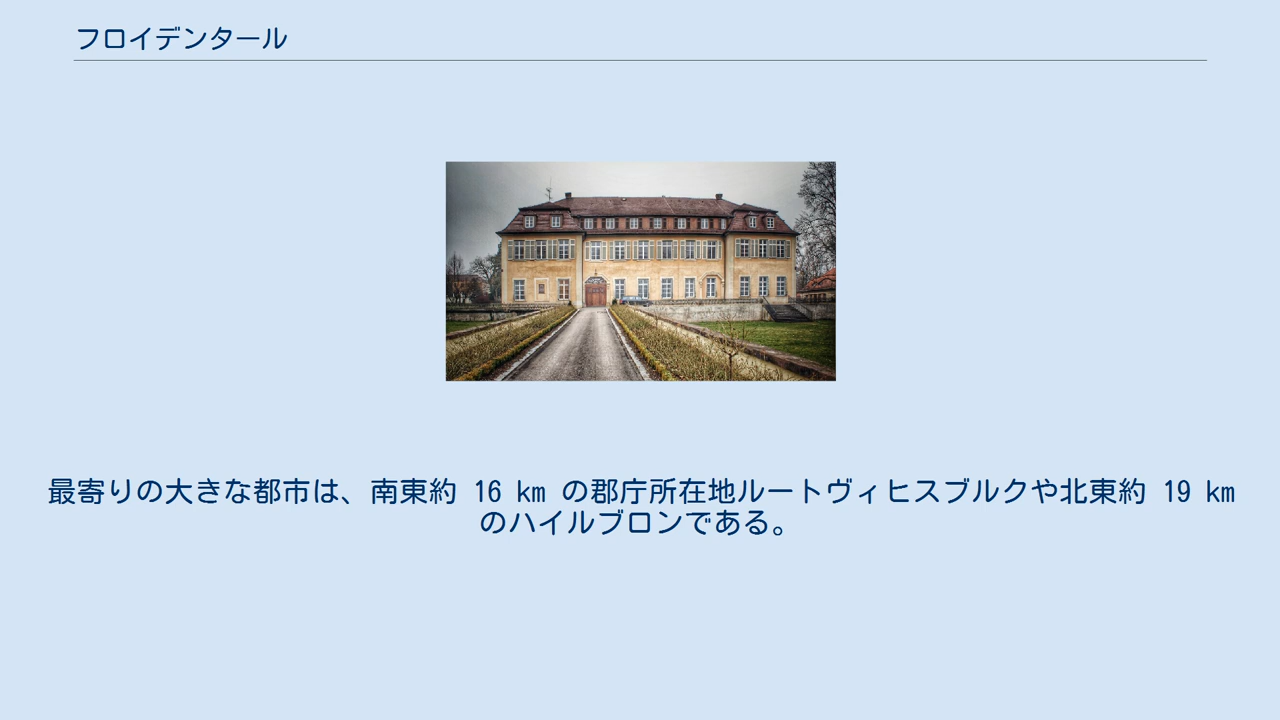 フロイデンタール
最寄りの大きな都市は、南東約 16 km の郡庁所在地ルートヴィヒスブルクや北東約 19 km
のハイルブロンである。